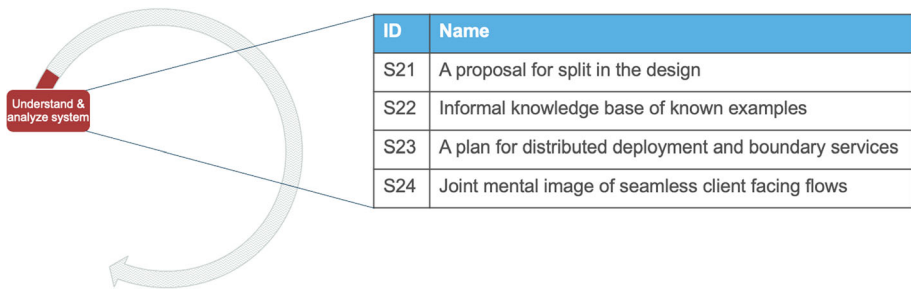 Understand &
analyze system
ID Name
S21 A proposal for split in the design
S22 Informal knowledge base of known examples
S23 A plan for distributed deployment and boundary services
S24 Joint mental image of seamless client facing flows